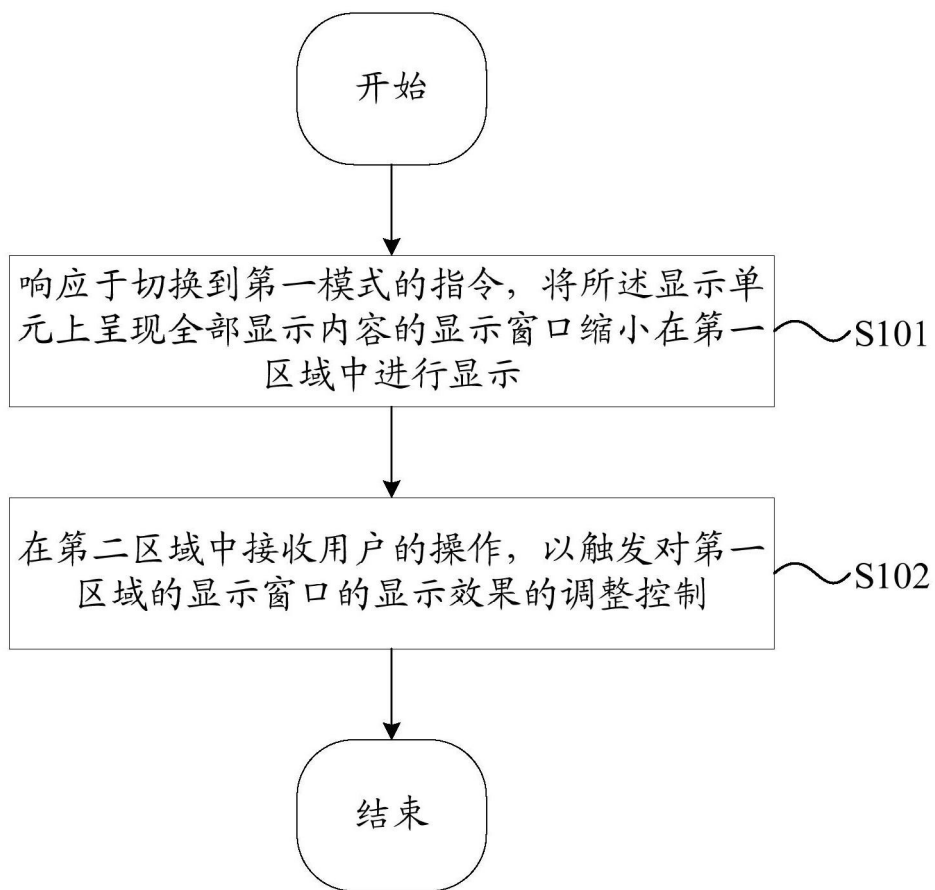 开始
响应于切换到第一模式的指令，将所述显示单
元上呈现全部显示内容的显示窗口缩小在第一
区域中进行显示
S101
在第二区域中接收用户的操作，以触发对第一
区域的显示窗口的显示效果的调整控制
S102
结束